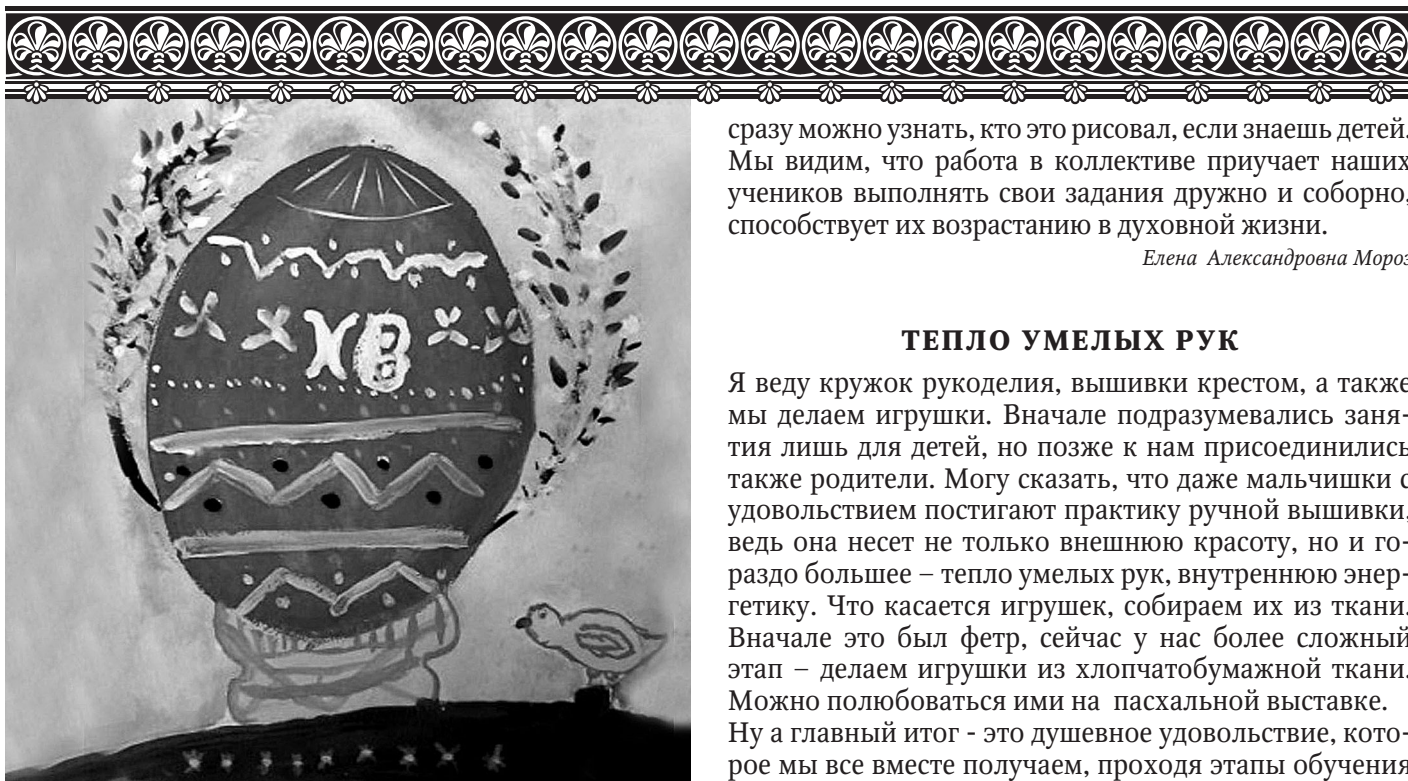 ХВ
сразу можно узнать, кто это рисовал, если знаешь детей.
Мы видим, что работа в коллективе приучает наших
учеников выполнять свои задания дружно и соборно,
способствует их возрастанию в духовной жизни.
Елена Александровна Мороз
ТЕПЛО УМЕЛЫХ РУК
Я веду кружок рукоделия, вышивки крестом, а также
мы делаем игрушки. Вначале подразумевались заня-
тия лишь для детей, но позже к нам присоединились
также родители. Могу сказать, что даже мальчишки с
удовольствием постигают практику ручной вышивки,
ведь она несет не только внешнюю красоту, но и го-
раздо большее – тепло умелых рук, внутреннюю энер-
гетику. Что касается игрушек, собираем их из ткани.
Вначале это был фетр, сейчас у нас более сложный
этап – делаем игрушки из хлопчатобумажной ткани.
Можно полюбоваться ими на пасхальной выставке.
Ну а главный итог - это душевное удовольствие, кото-
рое мы все вместе получаем, проходя этапы обучения